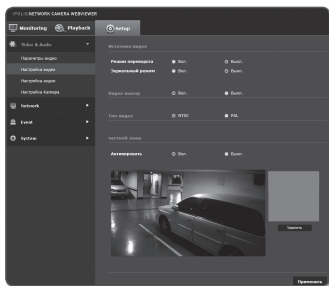 iPOLiS NETWORK CAMERA WEBVIEWER
Monitoring Playback Setup
Video & Audio
Параметры видео
Настройка видео
Настройка аудио
Настройка Камера
Network
Event
System
Источник видео
Режим переворота Вкл. Выкл.
Зеркальный режим Вкл. Выкл.
Видео выход Вкл. Выкл.
Тип видео NTSC PAL
частной зоны
Активировать Вкл. Выкл.
Удалить
Применить